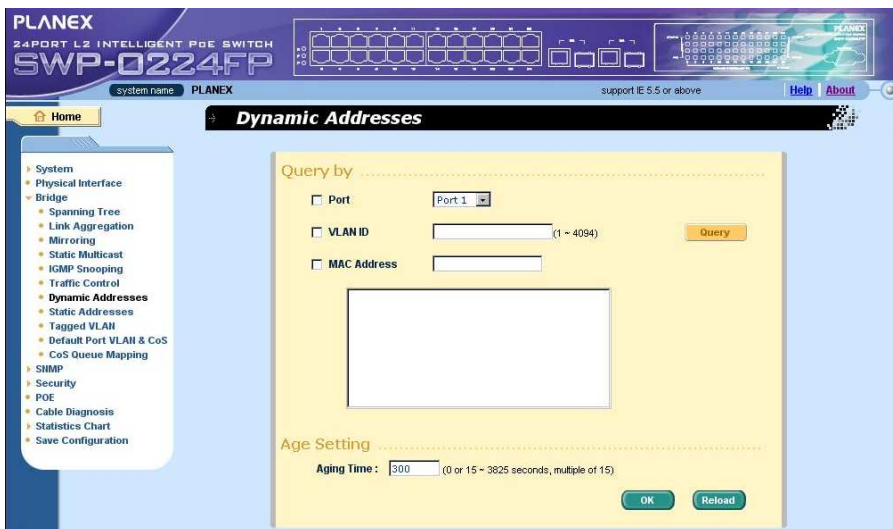 PLANEX
24PORT L2 INTELLIGENT PoE SWITCH
SWP-0224FP
PLANEX
system name PLANEX support IE 5.5 or above Help About
Home
Dynamic Addresses
System
Physical Interface
Bridge
Spanning Tree
Link Aggregation
Mirroring
Static Multicast
IGMP Snooping
Traffic Control
Dynamic Addresses
Static Addresses
Tagged VLAN
Default Port VLAN & CoS
CoS Queue Mapping
SNMP
Security
POE
Cable Diagnosis
Statistics Chart
Save Configuration
Query by
Port Port 1
VLAN ID (1 ~ 4094) Query
MAC Address
Age Setting
Aging Time : 300 (0 or 15 ~ 3825 seconds, multiple of 15)
OK Reload